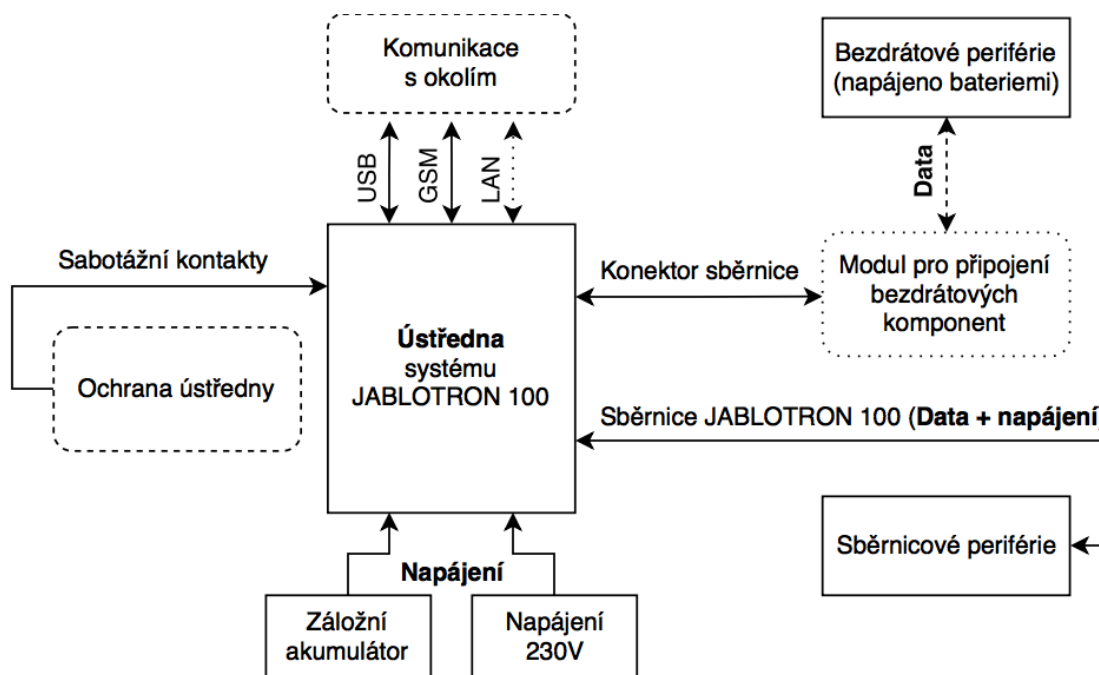 Komunikace
s okolím
Bezdrátové periférie
(napájeno bateriemi)
USB
GSM
LAN
Data
Sabotážní kontakty
Konektor sběrnice
Modul pro připojení
bezdrátových
komponent
Ústředna
systému
JABLOTRON 100
Ochrana ústředny
Sběrnice JABLOTRON 100 (Data + napájení)
Sběrnicové periférie
Napájení
Záložní
akumulátor
Napájení
230V